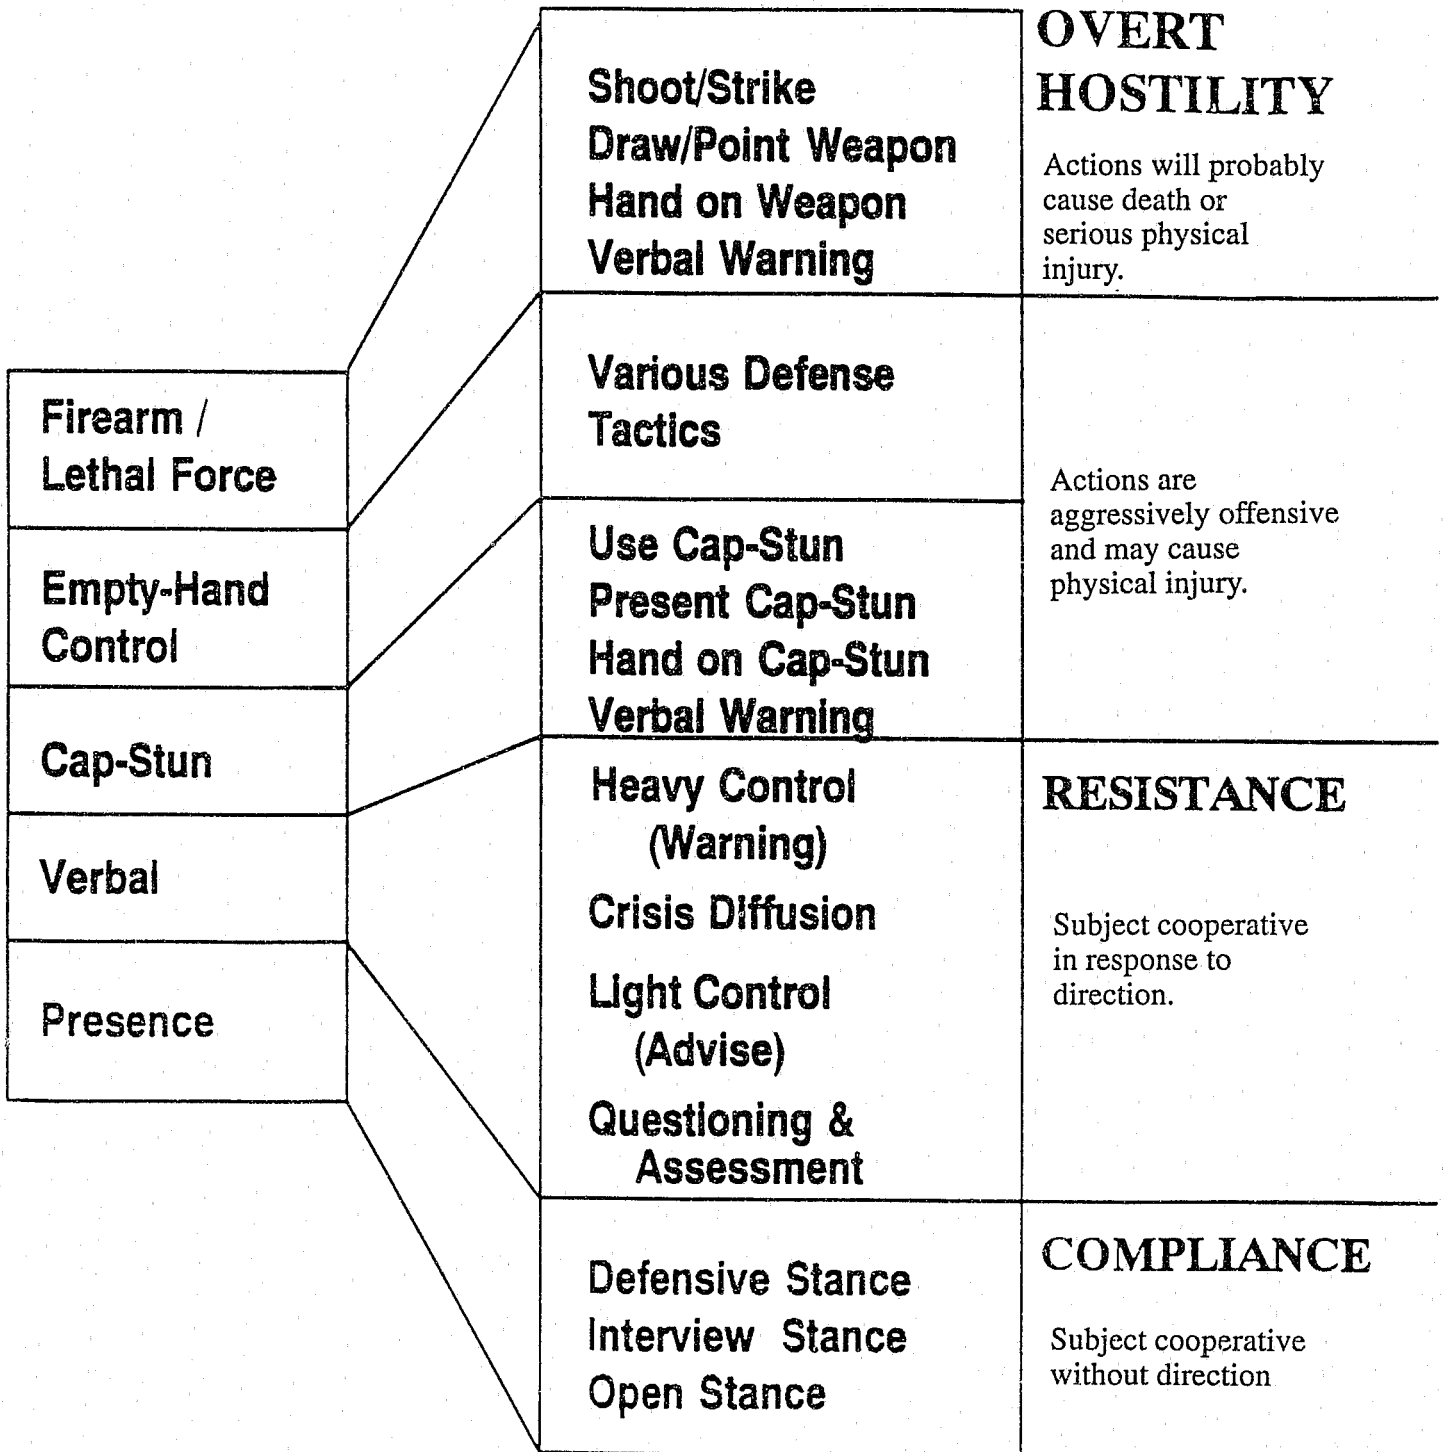 Firearm /
Lethal Force
Empty-Hand
Control
Cap-Stun
Verbal
Presence
Shoot/Strike
Draw/Point Weapon
Hand on Weapon
Verbal Warning
Various Defense
Tactics
Use Cap-Stun
Present Cap-Stun
Hand on Cap-Stun
Verbal Warning
Heavy Control
(Warning)
Crisis Diffusion
Light Control
(Advise)
Questioning &
Assessment
Defensive Stance
Interview Stance
Open Stance
OVERT
HOSTILITY
Actions will probably
cause death or
serious physical
injury.
Actions are
aggressively offensive
and may cause
physical injury.
RESISTANCE
Subject cooperative
in response to
direction.
COMPLIANCE
Subject cooperative
without direction